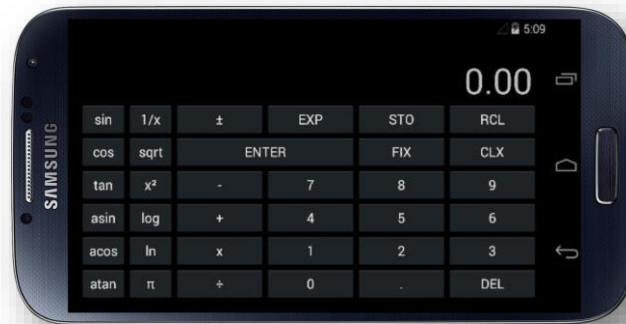 SAMSUNG
5:09
0.00
sin 1/x ± EXP STO RCL
cos sqrt ENTER FIX CLX
tan x² - 7 8 9
asin log + 4 5 6
acos ln x 1 2 3
atan π ÷ 0 . DEL